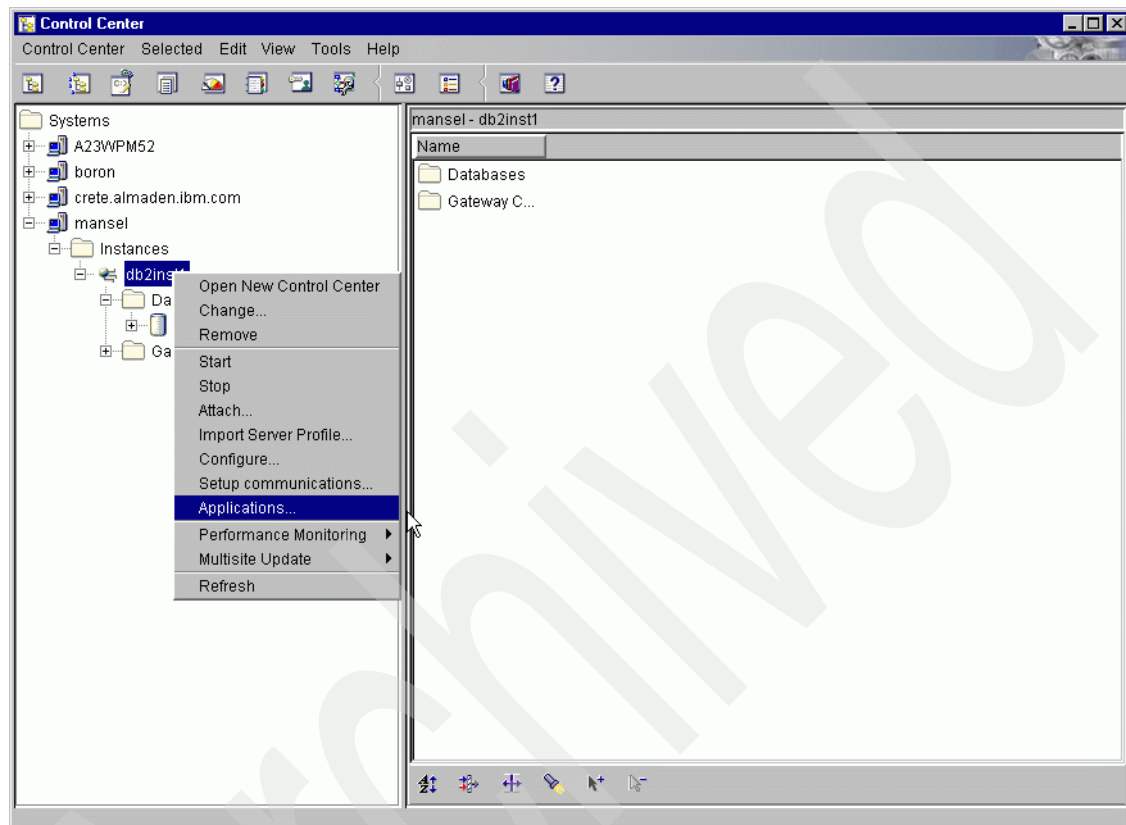 Control Center
Control Center Selected Edit View Tools Help
Systems
A23WPM52
boron
crete.almaden.ibm.com
mansel
Instances
db2inst1
Da
Ga
Open New Control Center
Change...
Remove
Start
Stop
Attach...
Import Server Profile...
Configure...
Setup communications...
Applications...
Performance Monitoring
Multisite Update
Refresh
mansel - db2inst1
Name
Databases
Gateway C...
Archived